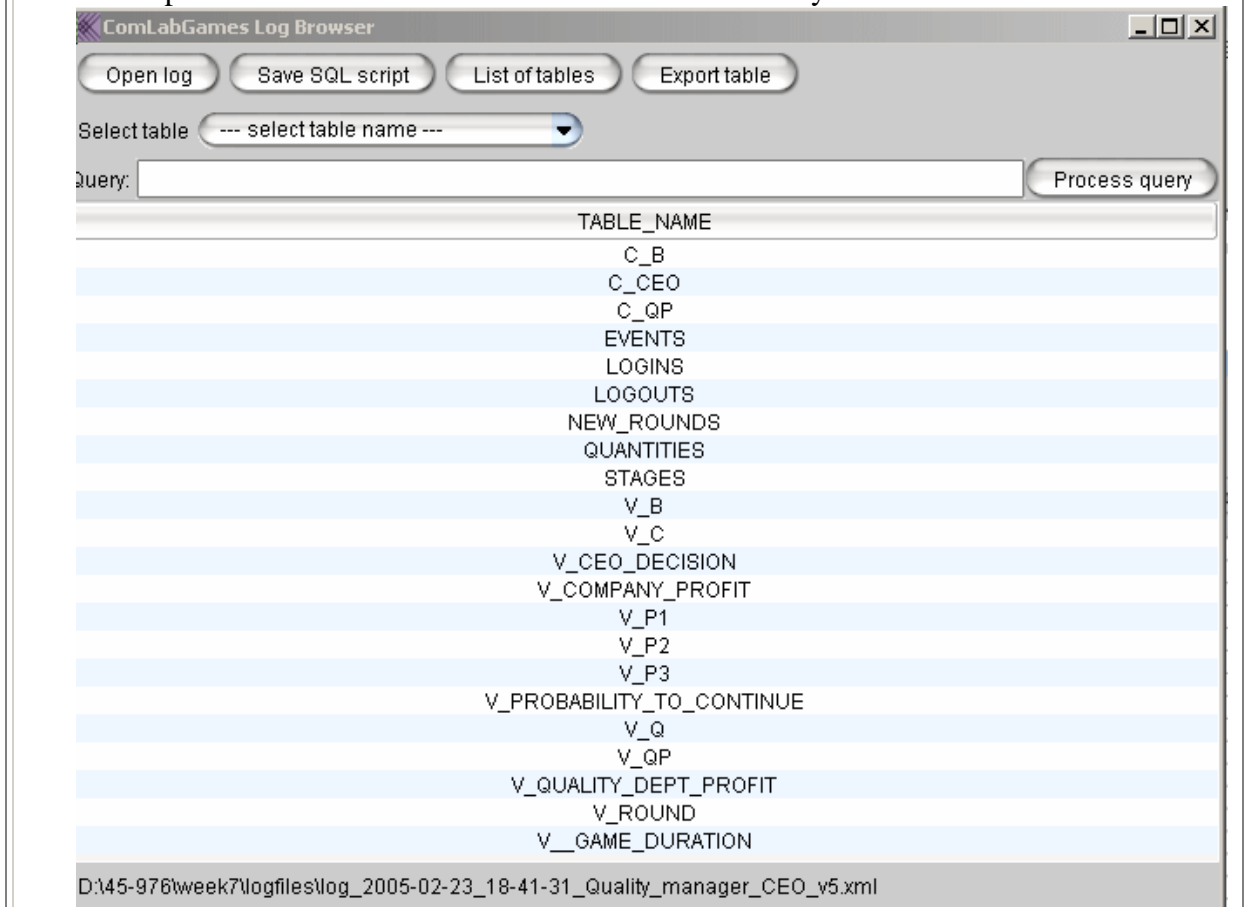 ComLabGames Log Browser
Open log Save SQL script List of tables Export table
Select table --- select table name ---
Query: Process query
TABLE_NAME
C_B
C_CEO
C_QP
EVENTS
LOGINS
LOGOUTS
NEW_ROUNDS
QUANTITIES
STAGES
V_B
V_C
V_CEO_DECISION
V_COMPANY_PROFIT
V_P1
V_P2
V_P3
V_PROBABILITY_TO_CONTINUE
V_Q
V_QP
V_QUALITY_DEPT_PROFIT
V_ROUND
V__GAME_DURATION
D:\45-976\week7\logfiles\log_2005-02-23_18-41-31_Quality_manager_CEO_v5.xml